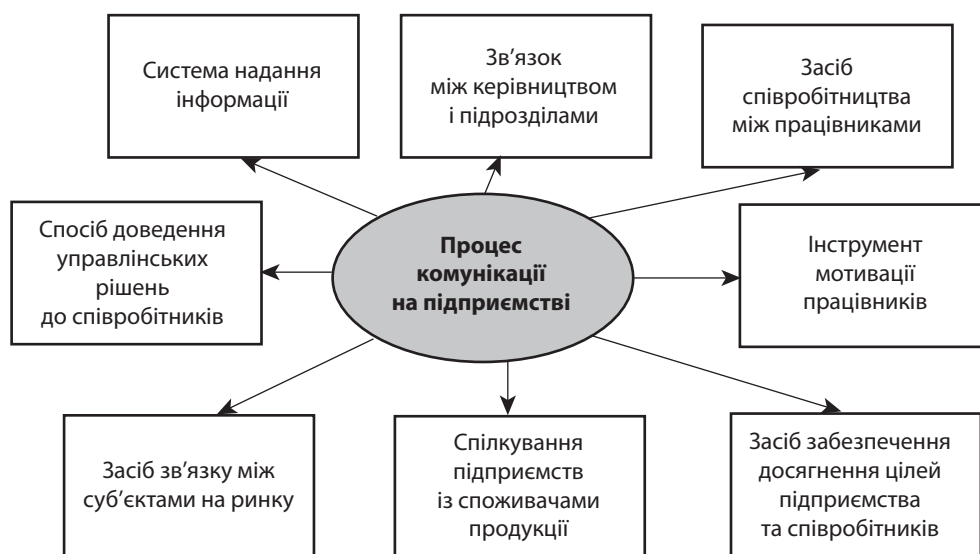 Система надання
інформації
Зв'язок
між керівництвом
і підрозділами
Засіб
співробітництва
між працівниками
Спосіб доведення
управлінських
рішень
до співробітників
Процес
комунікації
на підприємстві
Інструмент
мотивації
працівників
Засіб зв'язку між
суб'єктами на ринку
Спілкування
підприємств
із споживачами
продукції
Засіб забезпечення
досягнення цілей
підприємства
та співробітників